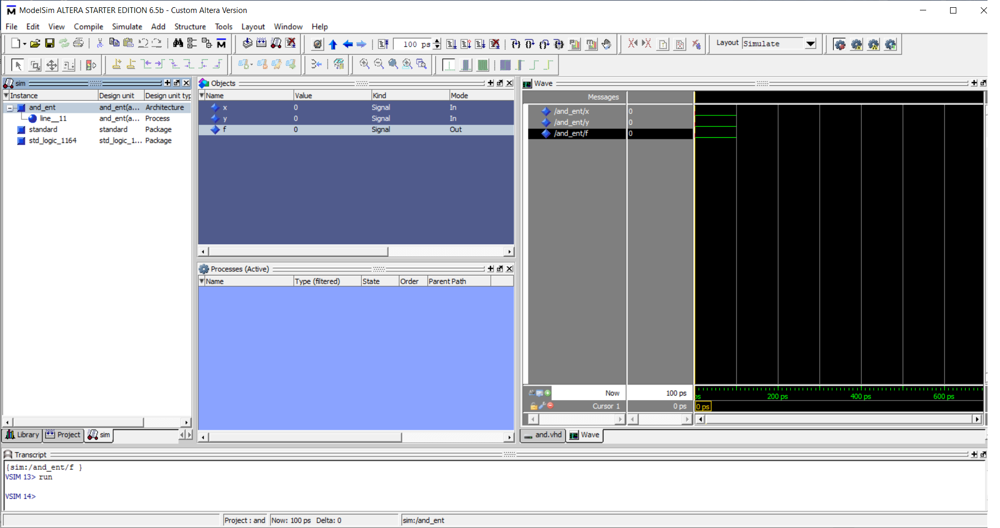 ModelSim ALTERA STARTER EDITION 6.5b - Custom Altera Version
File Edit View Compile Simulate Add Structure Tools Layout Window Help
100 ps
Layout Simulate
sim
Instance Design unit Design unit typ
and_ent and_ent(a... Architecture
line__11 and_ent(a... Process
standard standard Package
std_logic_1164 std_logic_1... Package
Library Project sim
Objects
Name Value Kind Mode
x 0 Signal In
y 0 Signal In
f 0 Signal Out
Processes (Active)
Name Type (filtered) State Order Parent Path
Wave
Messages
/and_ent/x 0
/and_ent/y 0
/and_ent/f 0
Now 100 ps
ps 200 ps 400 ps 600 ps
Cursor 1 0 ps 0 ps
and.vhd Wave
Transcript
{sim:/and_ent/f }
VSIM 13> run
VSIM 14>
Project : and Now: 100 ps Delta: 0 sim:/and_ent